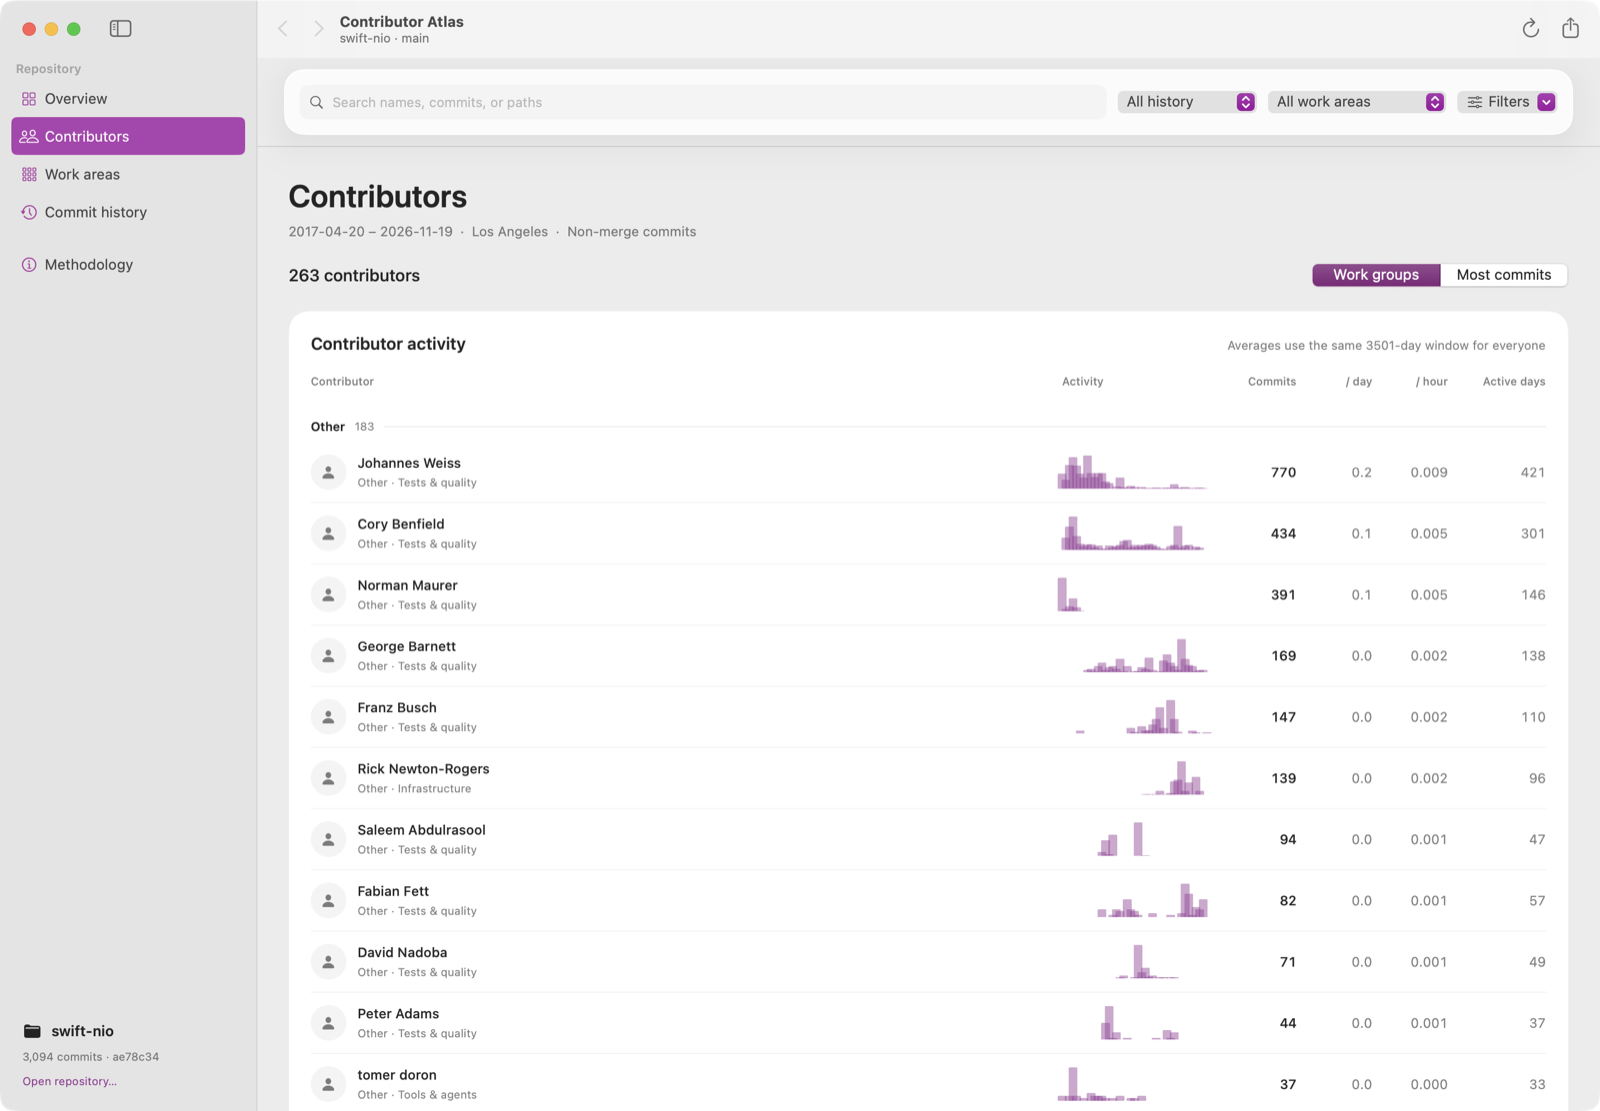 Contributor Atlas
swift-nio · main
Repository
Overview
Contributors
Work areas
Commit history
Methodology
Search names, commits, or paths
All history
All work areas
Filters
Contributors
2017-04-20 – 2026-11-19 · Los Angeles · Non-merge commits
263 contributors
Work groups
Most commits
Contributor activity
Averages use the same 3501-day window for everyone
Contributor Activity Commits / day / hour Active days
Other 183
Johannes Weiss
Other · Tests & quality
770 0.2 0.009 421
Cory Benfield
Other · Tests & quality
434 0.1 0.005 301
Norman Maurer
Other · Tests & quality
391 0.1 0.005 146
George Barnett
Other · Tests & quality
169 0.0 0.002 138
Franz Busch
Other · Tests & quality
147 0.0 0.002 110
Rick Newton-Rogers
Other · Infrastructure
139 0.0 0.002 96
Saleem Abdulrasool
Other · Tests & quality
94 0.0 0.001 47
Fabian Fett
Other · Tests & quality
82 0.0 0.001 57
David Nadoba
Other · Tests & quality
71 0.0 0.001 49
Peter Adams
Other · Tests & quality
44 0.0 0.001 37
tomer doron
Other · Tools & agents
37 0.0 0.000 33
swift-nio
3,094 commits · ae78c34
Open repository...